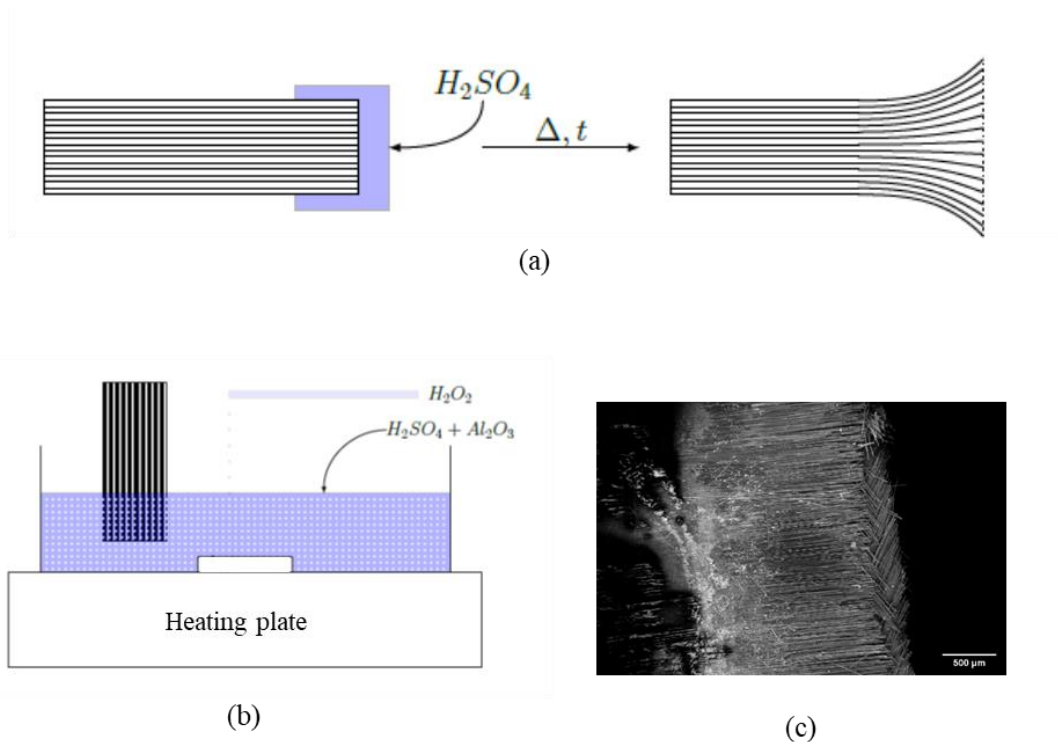 H₂SO₄
Δ, t
(a)
H₂O₂
H₂SO₄ + Al₂O₃
Heating plate
500 μm
(b)
(c)